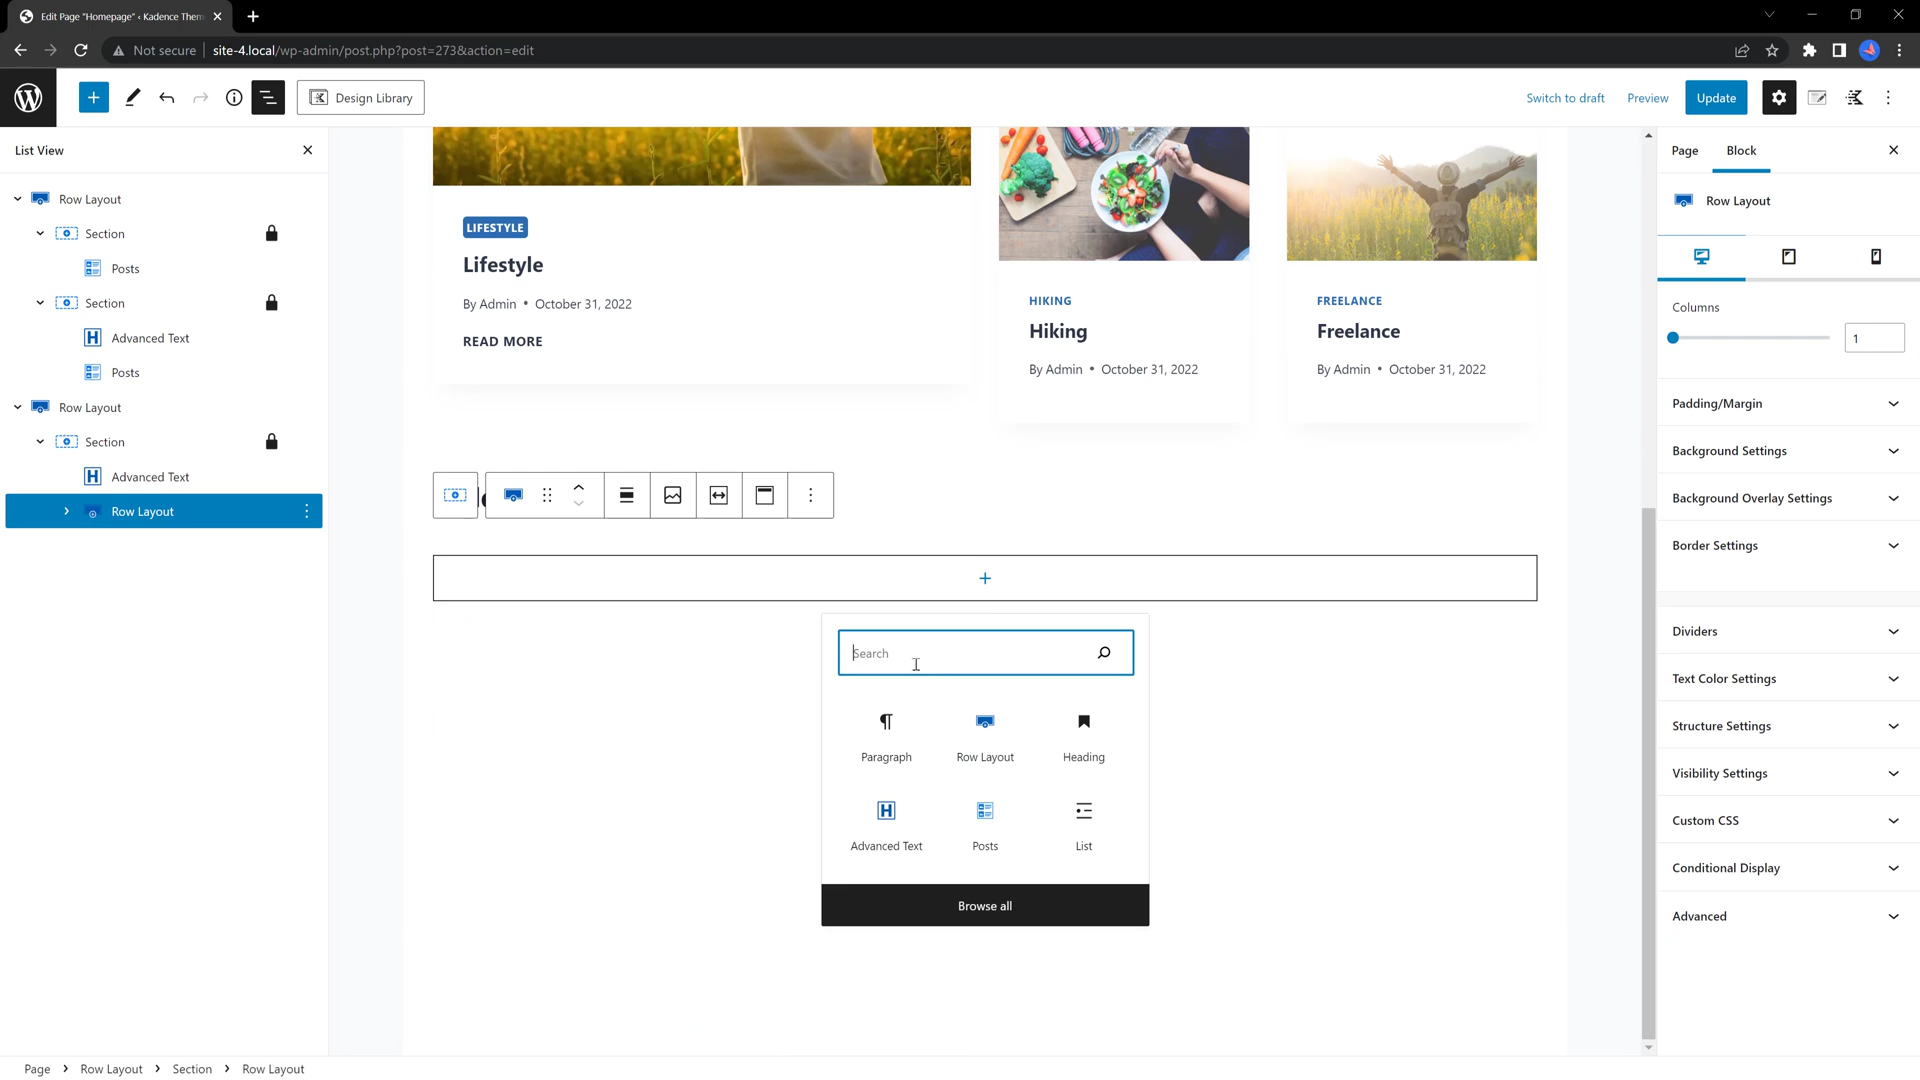 Edit Page "Homepage" ‹ Kadence Them
Not secure
site-4.local/wp-admin/post.php?post=273&action=edit
Design Library
Switch to draft
Preview
Update
List View
Row Layout
Section
Posts
Section
Advanced Text
Posts
Row Layout
Section
Advanced Text
Row Layout
LIFESTYLE
Lifestyle
By Admin • October 31, 2022
READ MORE
HIKING
Hiking
By Admin • October 31, 2022
FREELANCE
Freelance
By Admin • October 31, 2022
Search
Paragraph
Row Layout
Heading
Advanced Text
Posts
List
Browse all
Page
Block
Row Layout
Columns
1
Padding/Margin
Background Settings
Background Overlay Settings
Border Settings
Dividers
Text Color Settings
Structure Settings
Visibility Settings
Custom CSS
Conditional Display
Advanced
Page > Row Layout > Section > Row Layout